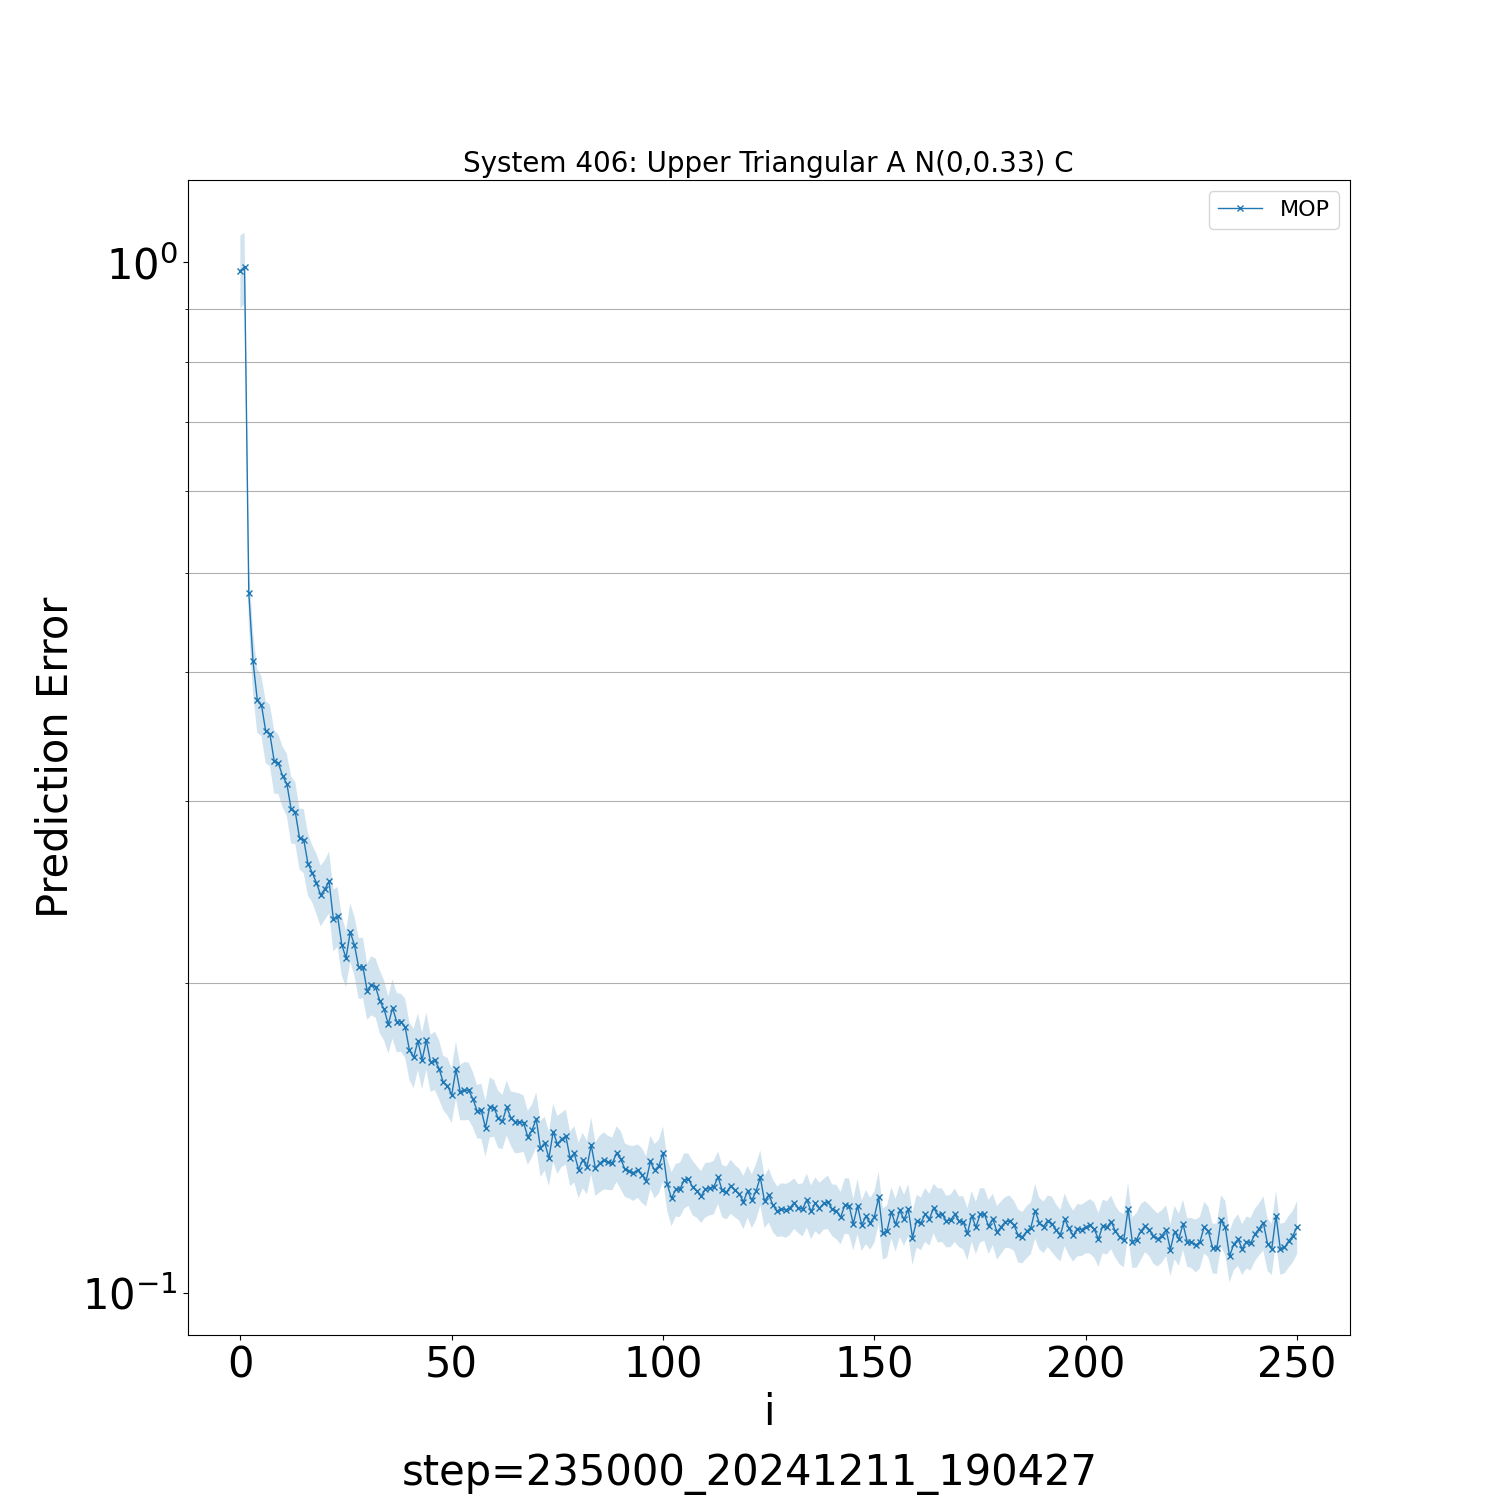 System 406: Upper Triangular A N(0,0.33) C
MOP
10⁰
10⁻¹
Prediction Error
0 50 100 150 200 250
i
step=235000_20241211_190427